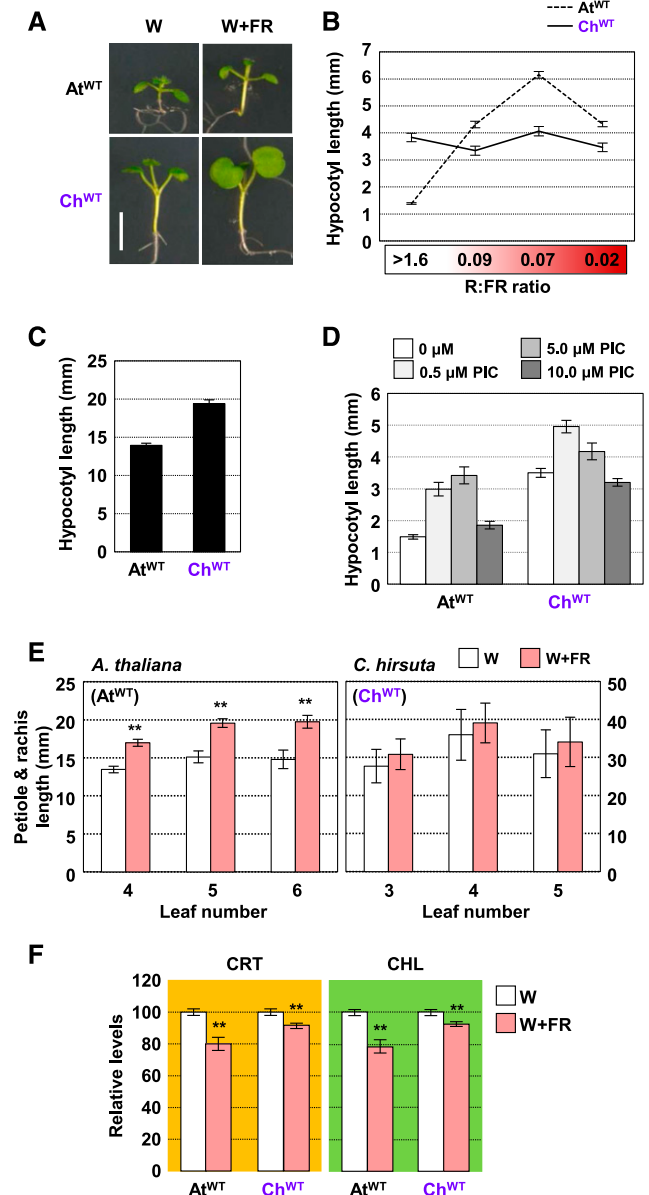 A
W W+FR
At^WT
Ch^WT
B
At^WT
Ch^WT
Hypocotyl length (mm)
7
6
5
4
3
2
1
0
>1.6 0.09 0.07 0.02
R:FR ratio
C
Hypocotyl length (mm)
25
20
15
10
5
0
At^WT Ch^WT
D
0 µM 5.0 µM PIC
0.5 µM PIC 10.0 µM PIC
Hypocotyl length (mm)
6
5
4
3
2
1
0
At^WT Ch^WT
E
A. thaliana C. hirsuta W W+FR
(At^WT) (Ch^WT)
Petiole & rachis
length (mm)
25
20
15
10
5
0
** ** **
4 5 6
Leaf number
50
40
30
20
10
0
3 4 5
Leaf number
F
CRT CHL
W
W+FR
Relative levels
120
100
80
60
40
20
0
** ** ** **
At^WT Ch^WT At^WT Ch^WT